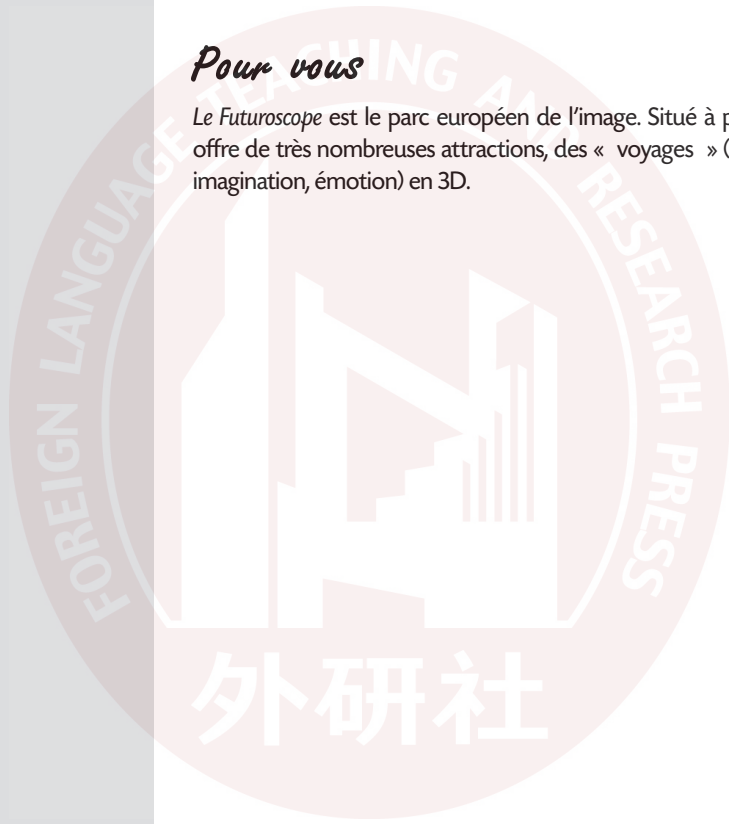 Pour vous
Le Futuroscope est le parc européen de l'image. Situé à
offre de très nombreuses attractions, des « voyages » (
imagination, émotion) en 3D.
FOREIGN LANGUAGE TEACHING AND RESEARCH PRESS
外研社